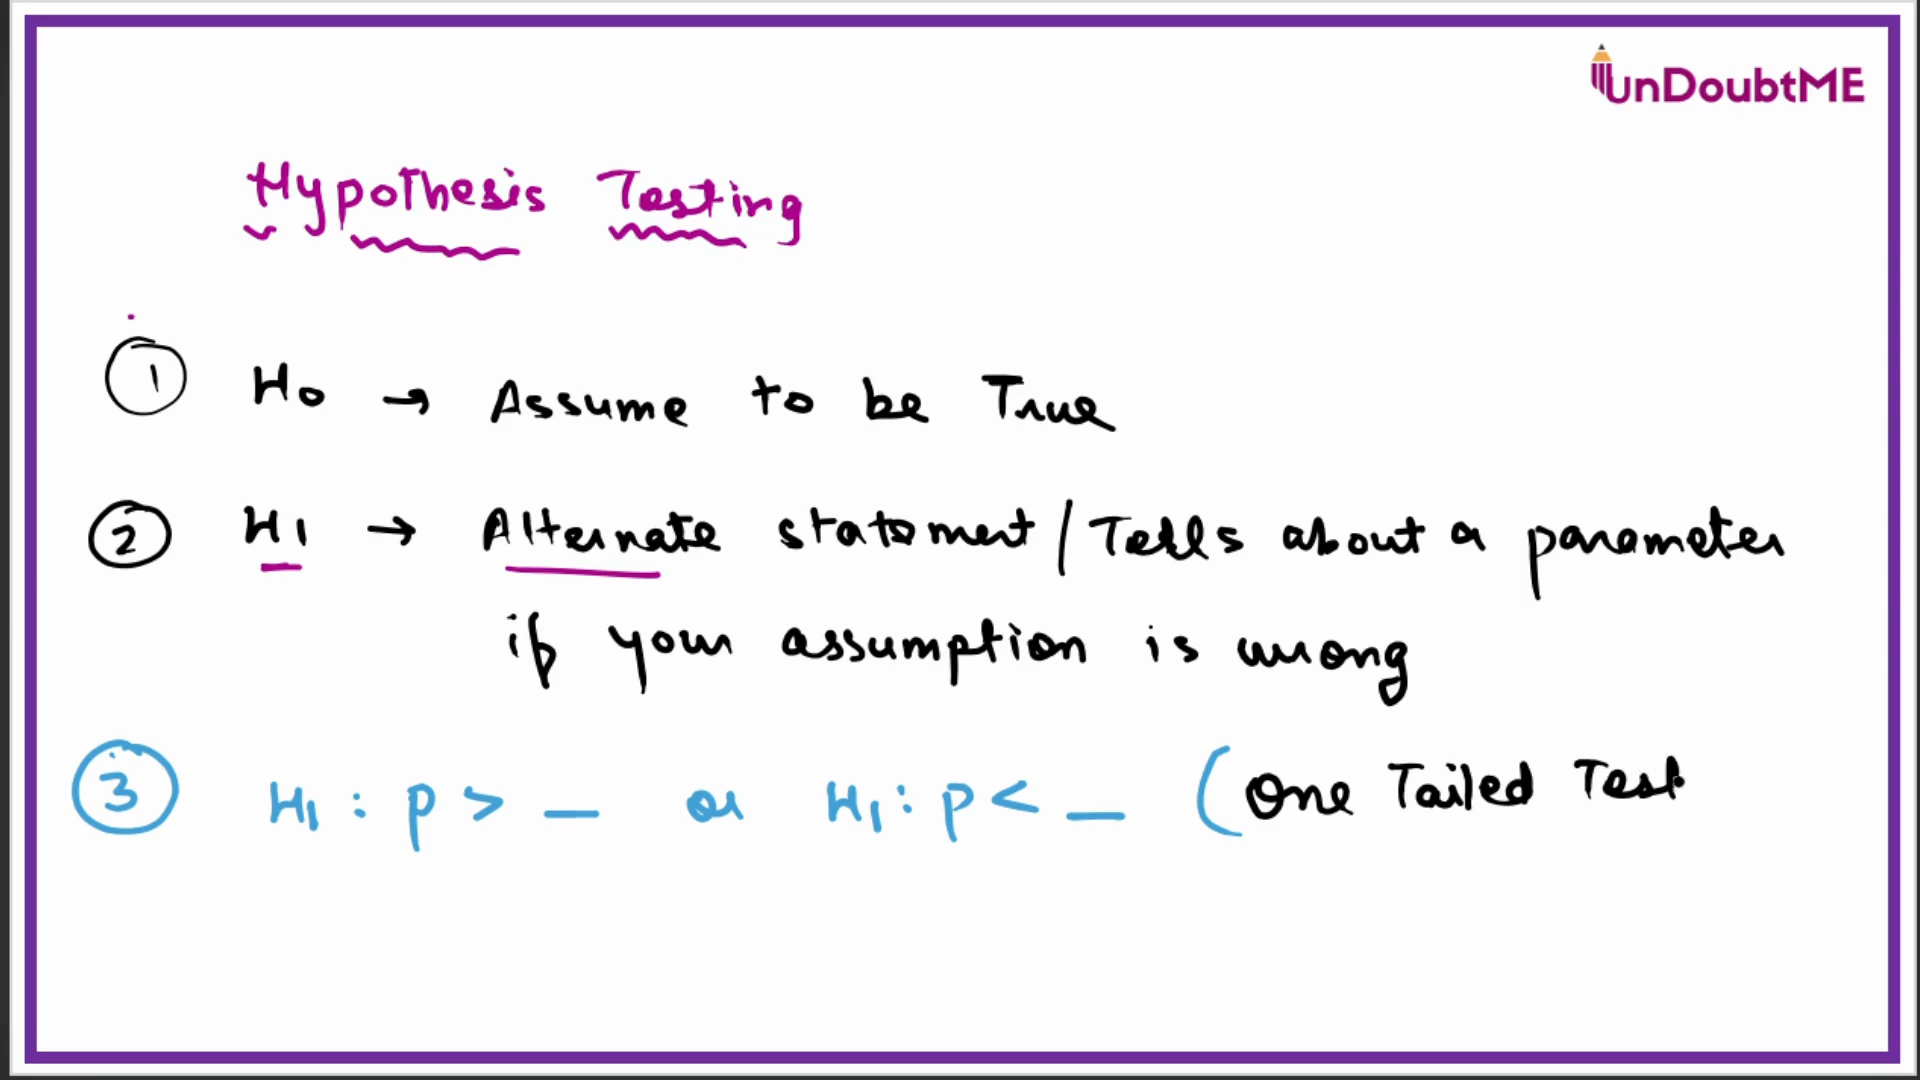 UnDoubtME
Hypothesis Testing
1 H0 → Assume to be True
2 H1 → Alternate statement / Tells about a parameter
if your assumption is wrong
3 H1 : p > _ or H1 : p < _ ( One Tailed Test